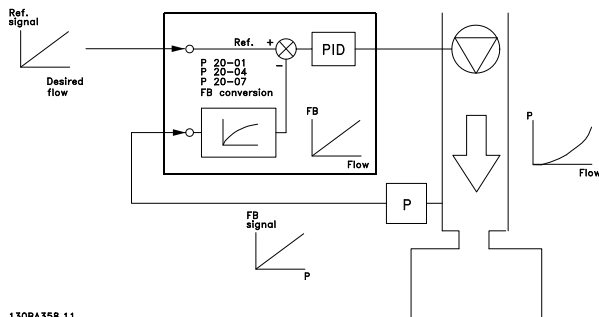 Ref.
signal
Desired
flow
Ref.
+
−
PID
P 20-01
P 20-04
P 20-07
FB conversion
FB
Flow
P
Flow
P
FB
signal
P
130BA358.11